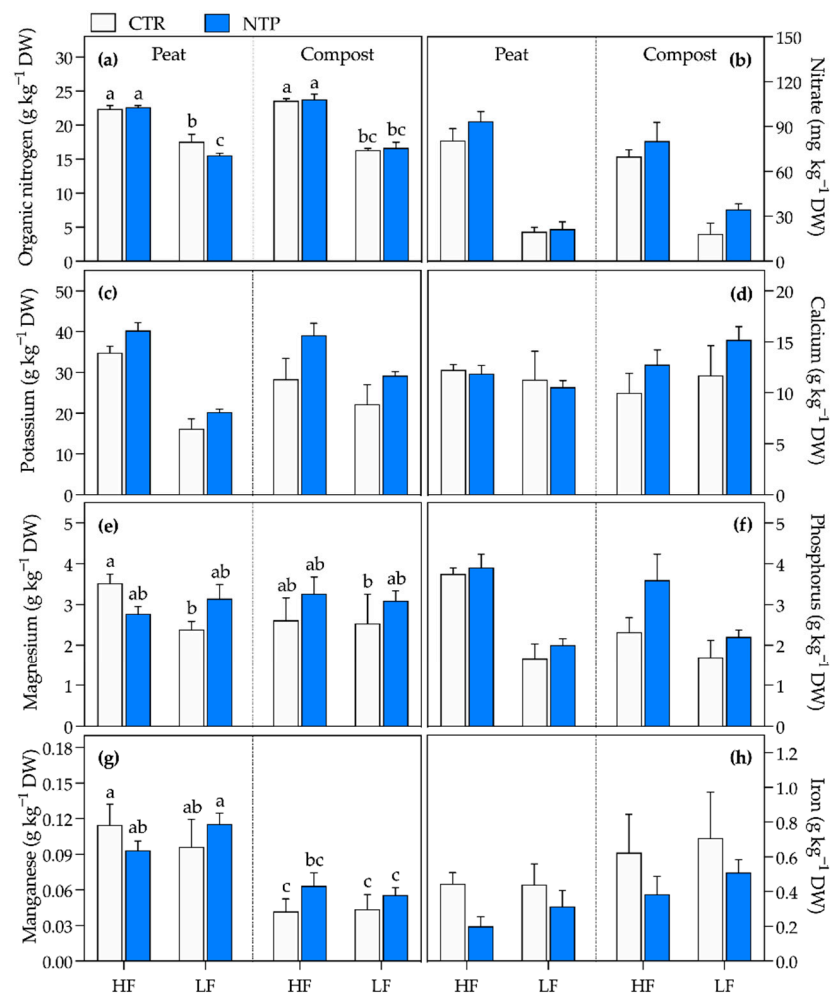 CTR NTP
(a) Peat Compost
Organic nitrogen (g kg⁻¹ DW)
30
25
20
15
10
5
0
a a b c a a bc bc
Peat Compost (b)
Nitrate (mg kg⁻¹ DW)
150
120
90
60
30
0
(c)
Potassium (g kg⁻¹ DW)
50
40
30
20
10
0
(d)
Calcium (g kg⁻¹ DW)
20
15
10
5
0
(e)
Magnesium (g kg⁻¹ DW)
5
4
3
2
1
0
a ab b ab ab ab b ab
(f)
Phosphorus (g kg⁻¹ DW)
5
4
3
2
1
0
(g)
Manganese (g kg⁻¹ DW)
0.18
0.15
0.12
0.09
0.06
0.03
0.00
a ab ab a c bc c c
(h)
Iron (g kg⁻¹ DW)
1.2
1.0
0.8
0.6
0.4
0.2
0.0
HF LF HF LF HF LF HF LF